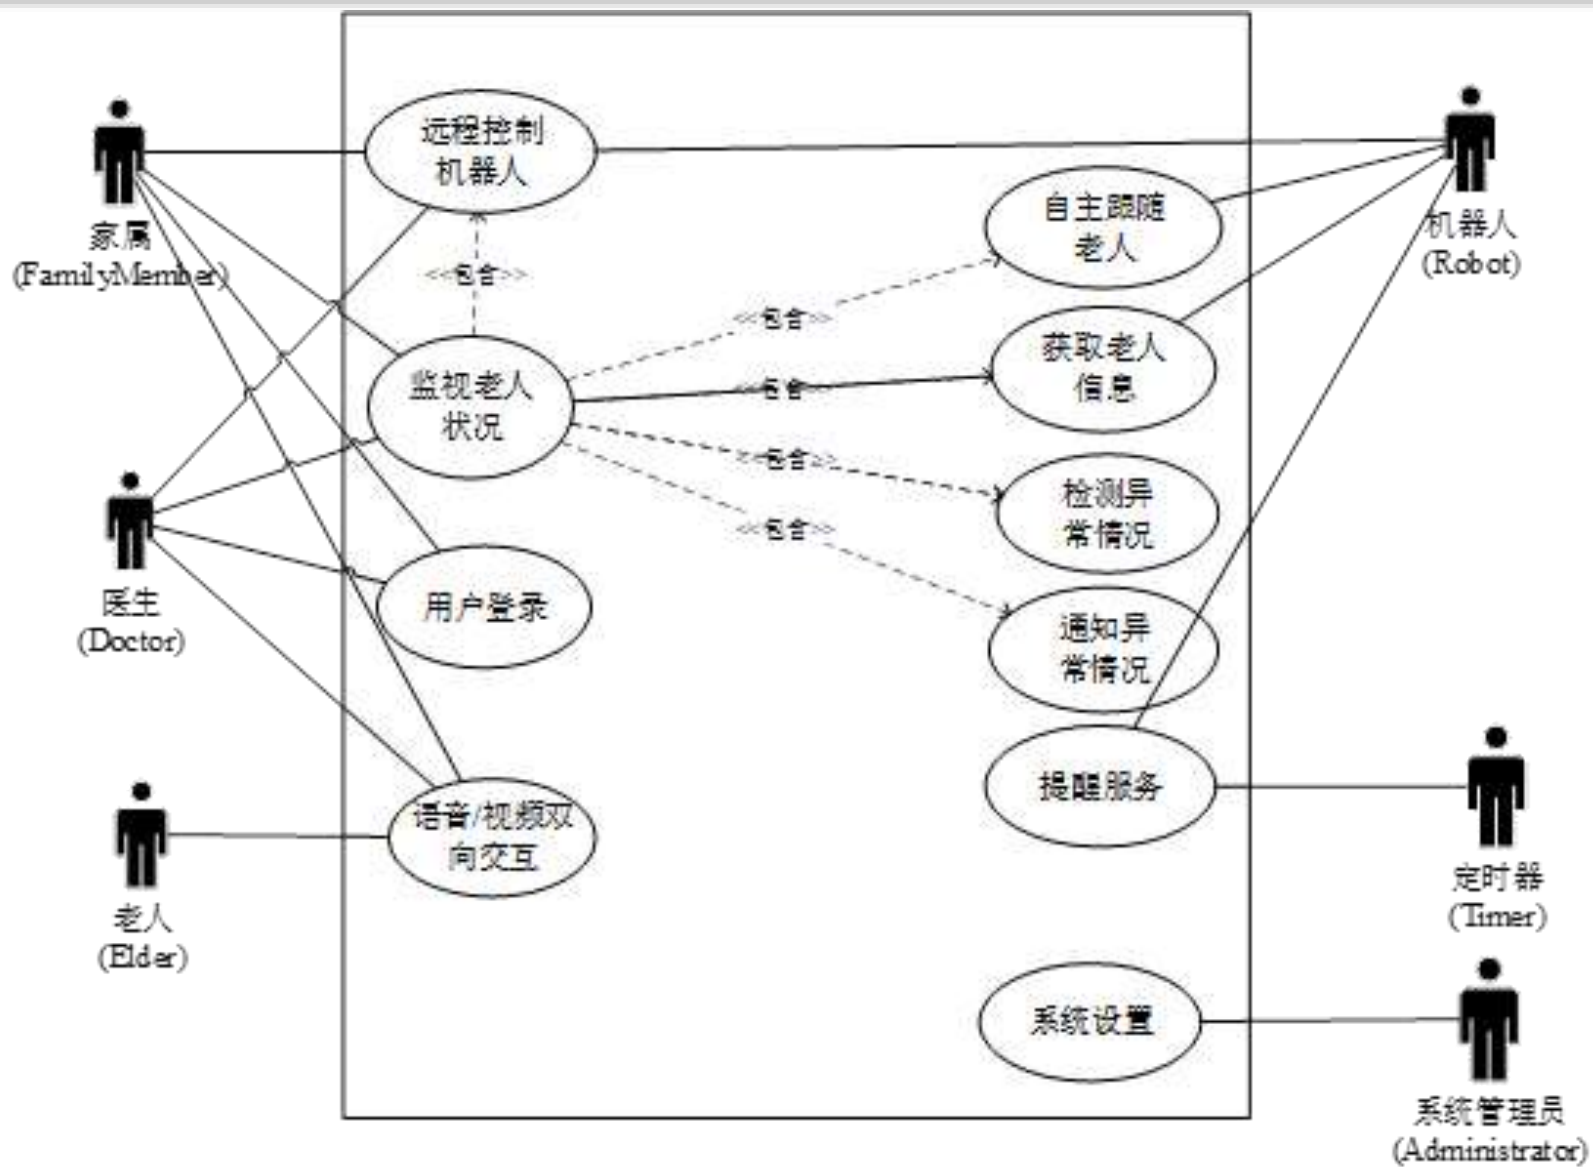 远程控制
机器人
家属
(FamilyMember)
自主跟随
老人
机器人
(Robot)
<<包含>>
<<包含>>
获取老人
信息
监视老人
状况
<<包含>>
<<包含>>
检测异
常情况
<<包含>>
医生
(Doctor)
用户登录
通知异
常情况
提醒服务
语音/视频双
向交互
老人
(Elder)
定时器
(Timer)
系统设置
系统管理员
(Administrator)